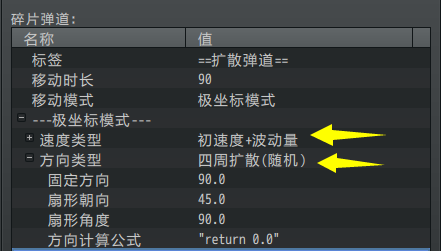 碎片弹道:
名称 值
标签 ==扩散弹道==
移动时长 90
移动模式 极坐标模式
---极坐标模式---
速度类型 初速度+波动量
方向类型 四周扩散(随机)
固定方向 90.0
扇形朝向 45.0
扇形角度 90.0
方向计算公式 "return 0.0"